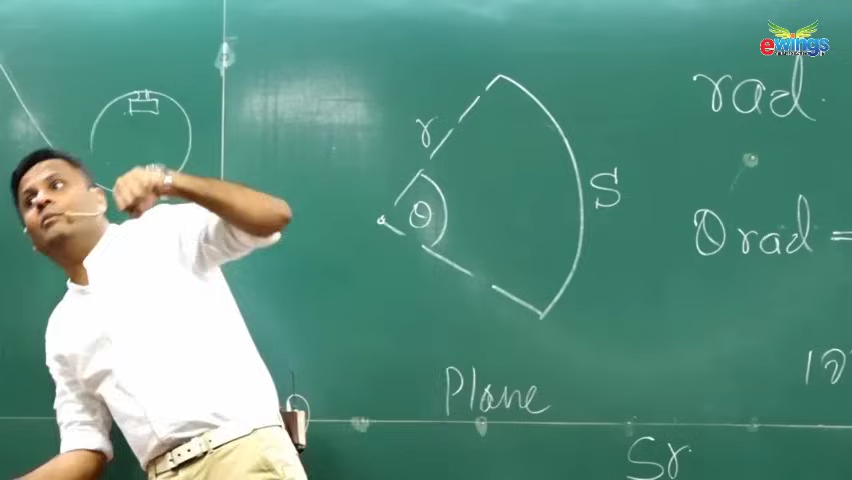 ewings
rad
r
S
θ
θ rad =
Plane
Sr